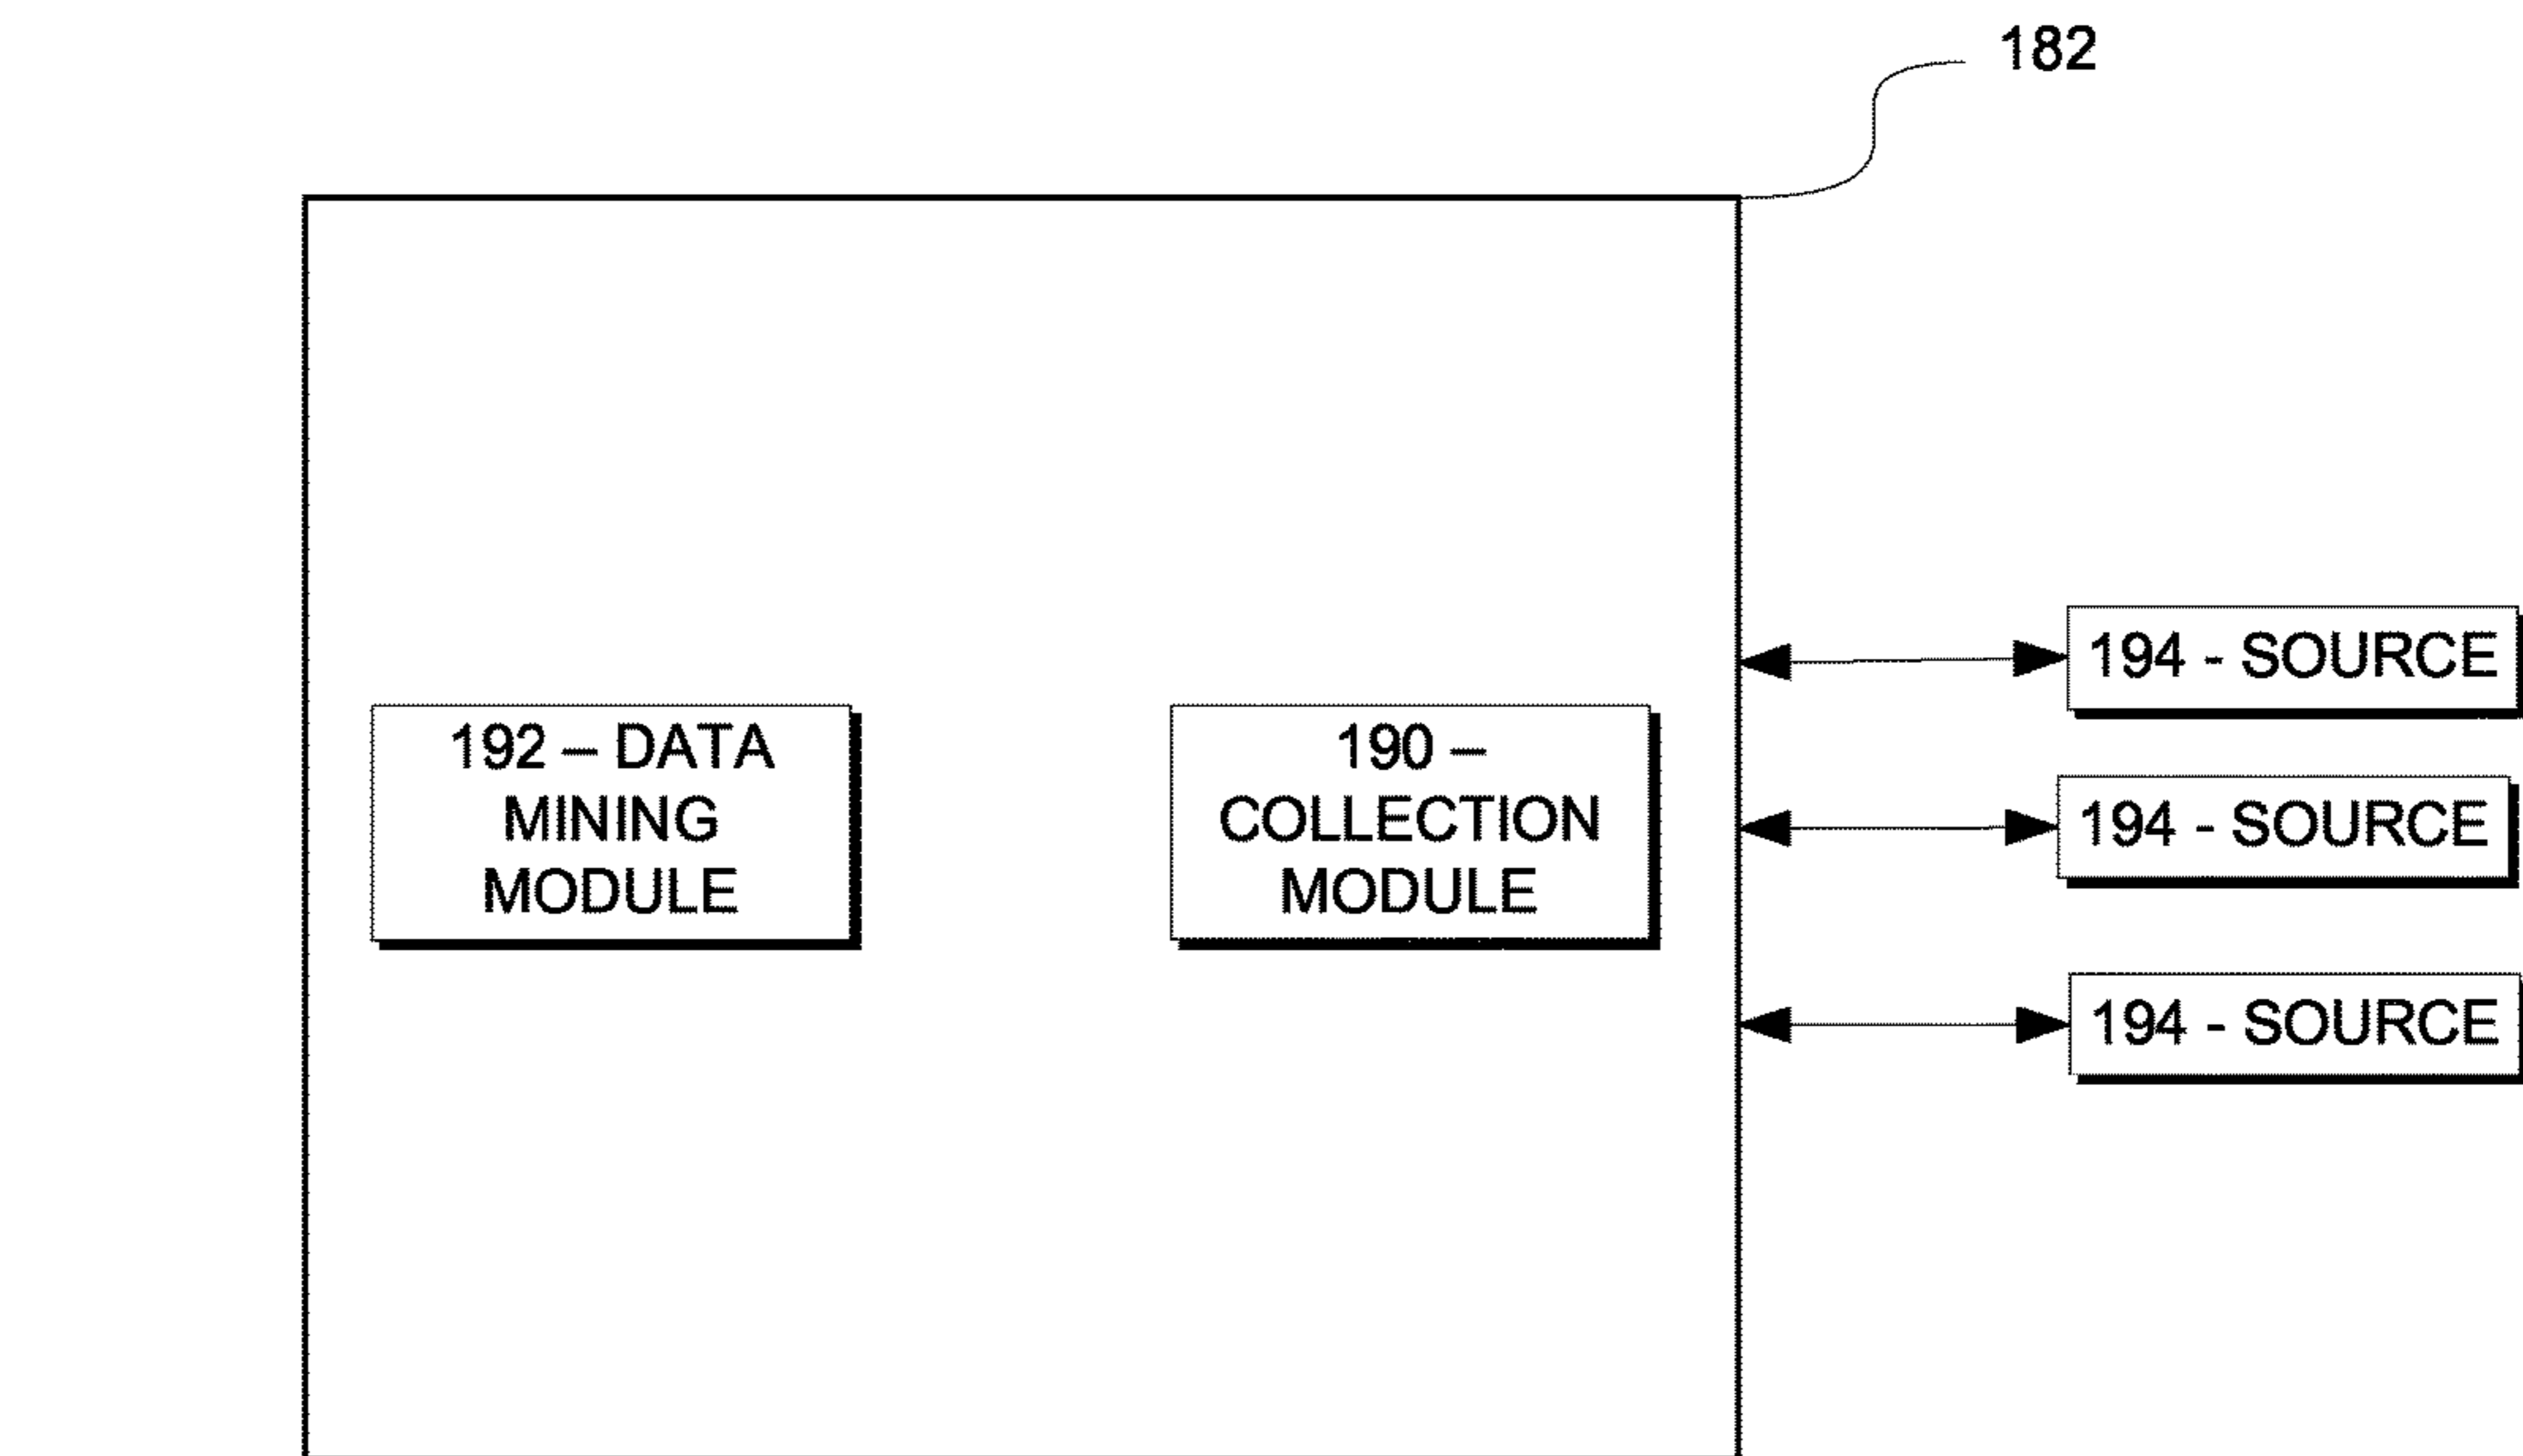 182
194 - SOURCE
192 – DATA
MINING
MODULE
190 –
COLLECTION
MODULE
194 - SOURCE
194 - SOURCE